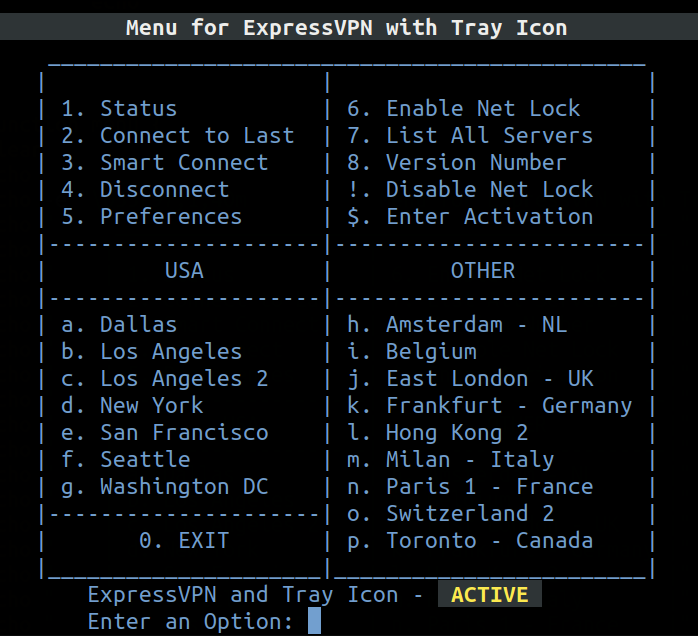 Menu for ExpressVPN with Tray Icon
1. Status
2. Connect to Last
3. Smart Connect
4. Disconnect
5. Preferences
6. Enable Net Lock
7. List All Servers
8. Version Number
!. Disable Net Lock
$. Enter Activation
USA
a. Dallas
b. Los Angeles
c. Los Angeles 2
d. New York
e. San Francisco
f. Seattle
g. Washington DC
0. EXIT
OTHER
h. Amsterdam - NL
i. Belgium
j. East London - UK
k. Frankfurt - Germany
l. Hong Kong 2
m. Milan - Italy
n. Paris 1 - France
o. Switzerland 2
p. Toronto - Canada
ExpressVPN and Tray Icon - ACTIVE
Enter an Option: